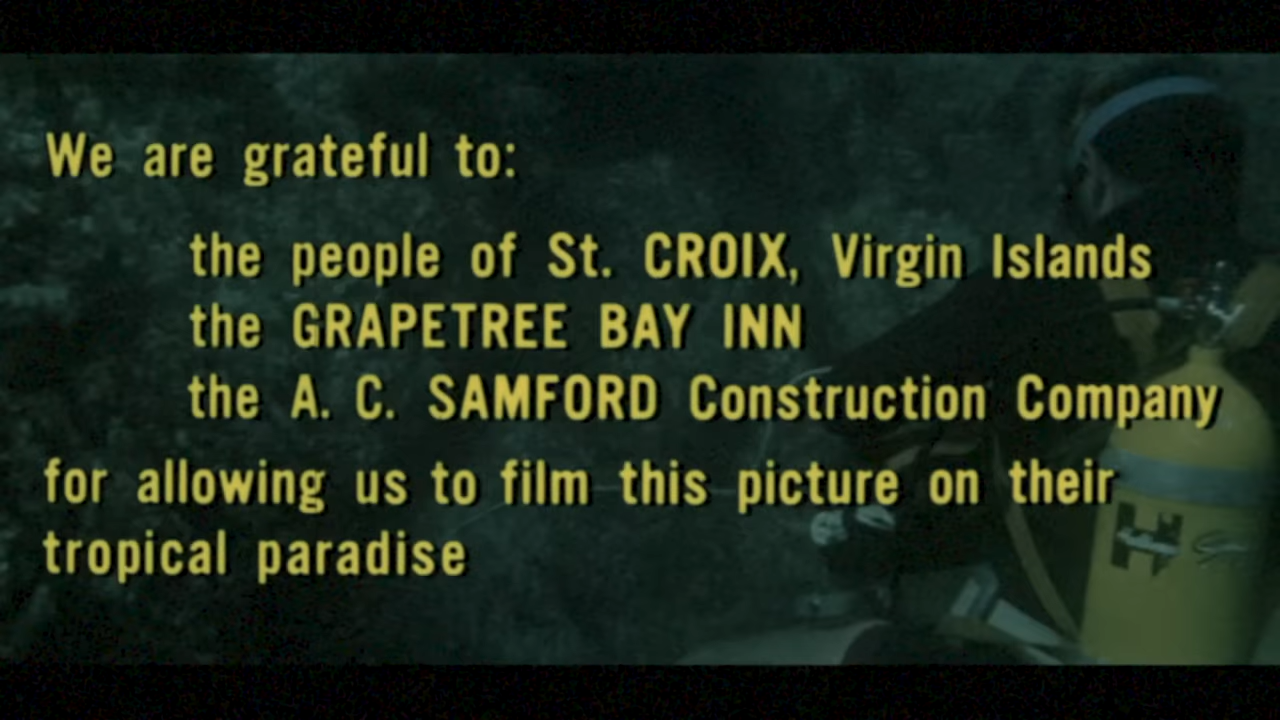 We are grateful to:
the people of St. CROIX, Virgin Islands
the GRAPETREE BAY INN
the A. C. SAMFORD Construction Company
for allowing us to film this picture on their
tropical paradise
H